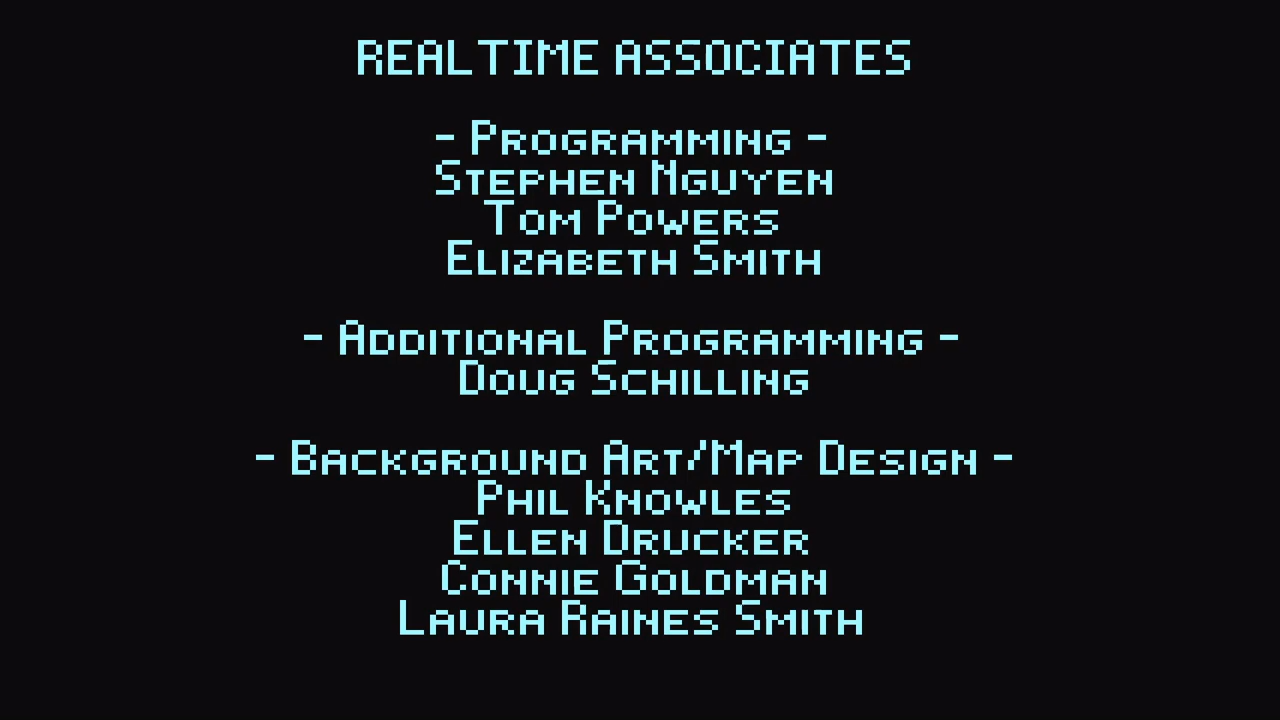 REALTIME ASSOCIATES
- Programming -
Stephen Nguyen
Tom Powers
Elizabeth Smith
- Additional Programming -
Doug Schilling
- Background Art/Map Design -
Phil Knowles
Ellen Drucker
Connie Goldman
Laura Raines Smith